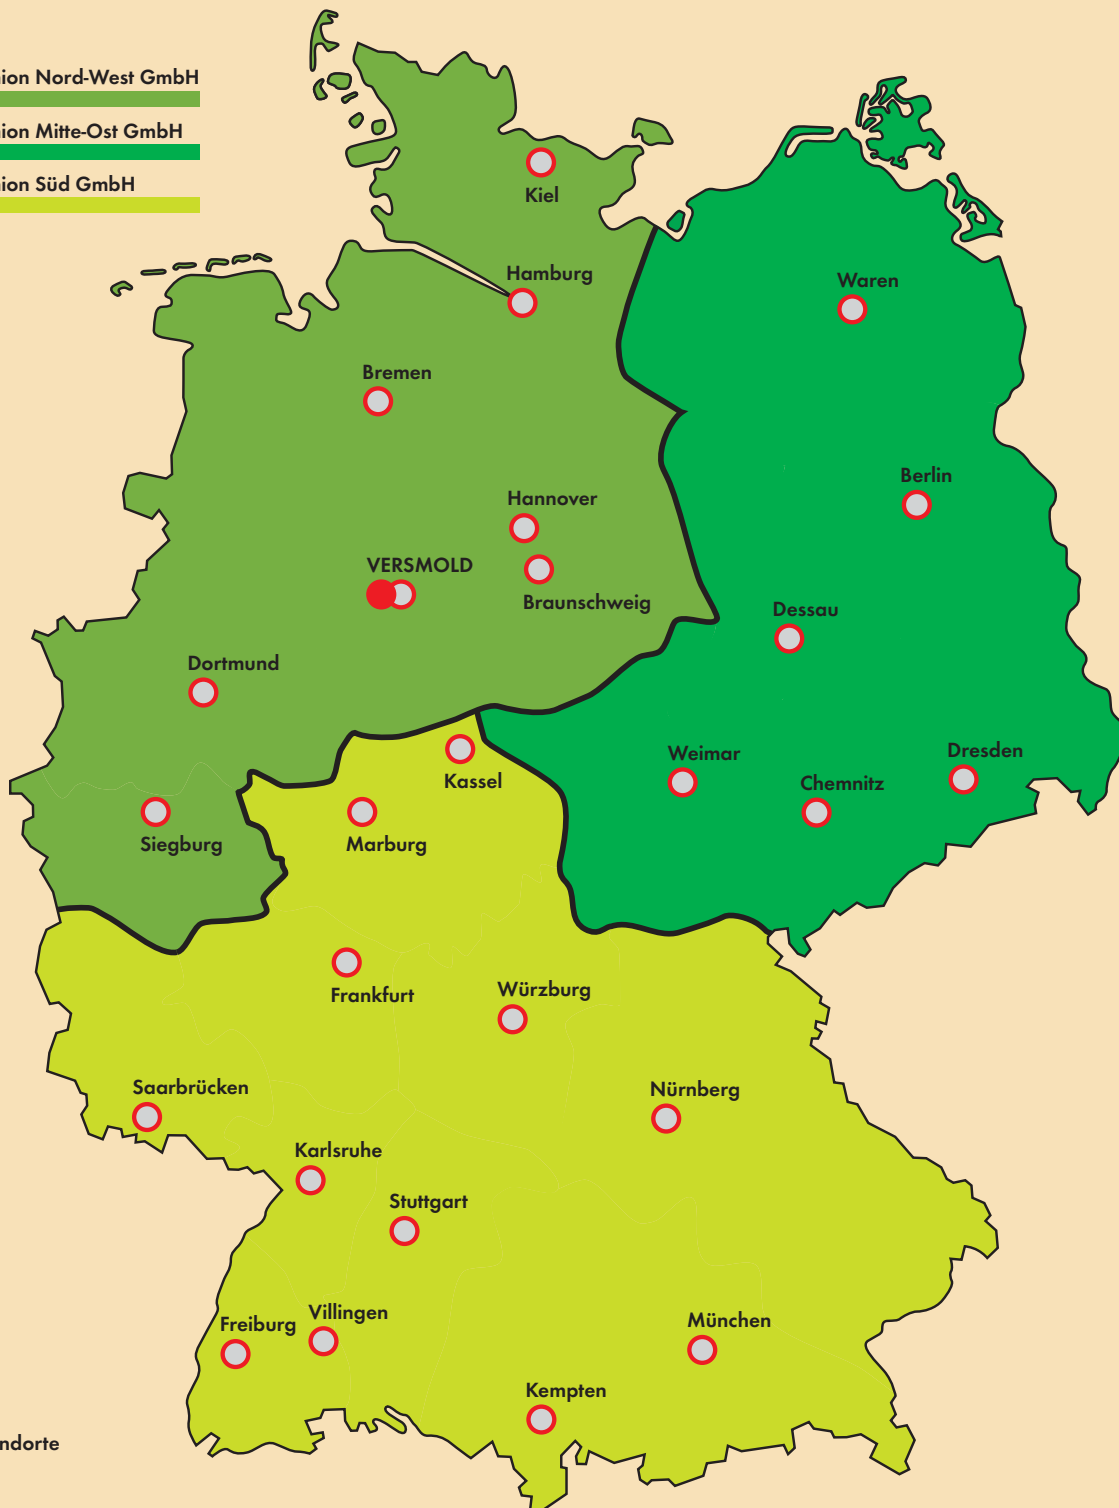 ion Nord-West GmbH
ion Mitte-Ost GmbH
ion Süd GmbH
Kiel
Hamburg
Waren
Bremen
Berlin
Hannover
VERSMOLD
Braunschweig
Dessau
Dortmund
Weimar
Dresden
Kassel
Chemnitz
Siegburg
Marburg
Frankfurt
Würzburg
Saarbrücken
Nürnberg
Karlsruhe
Stuttgart
Villingen
Freiburg
München
Kempten
ndorte